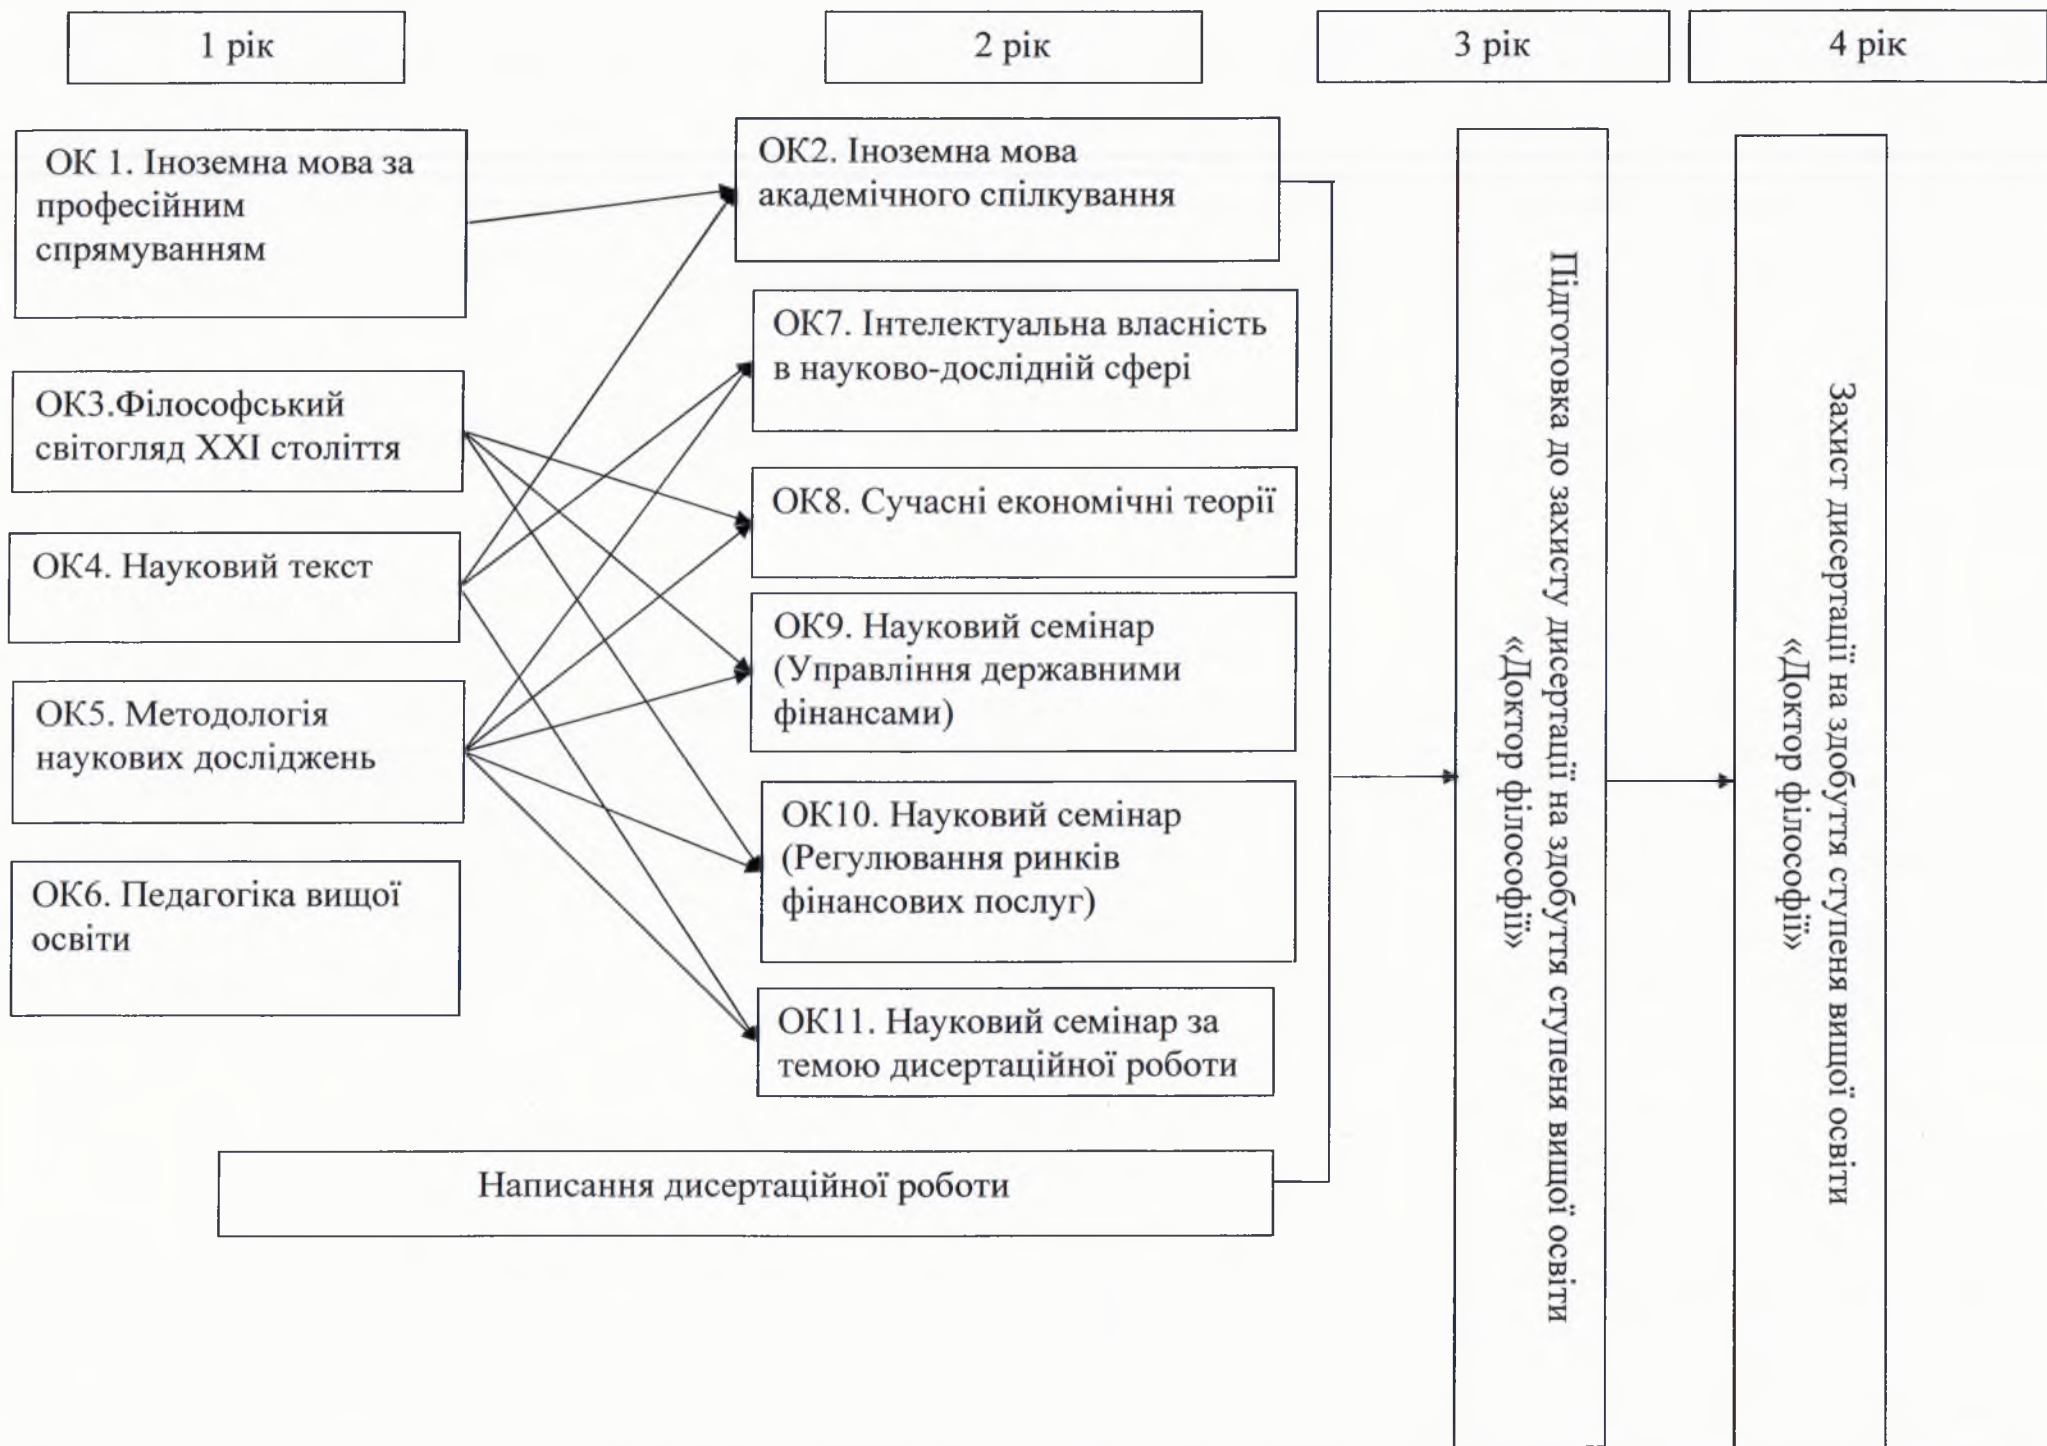 1 рік
2 рік
3 рік
4 рік
ОК 1. Іноземна мова за
професійним
спрямуванням
ОК3.Філософський
світогляд XXI століття
ОК4. Науковий текст
ОК5. Методологія
наукових досліджень
ОК6. Педагогіка вищої
освіти
ОК2. Іноземна мова
академічного спілкування
ОК7. Інтелектуальна власність
в науково-дослідній сфері
ОК8. Сучасні економічні теорії
ОК9. Науковий семінар
(Управління державними
фінансами)
ОК10. Науковий семінар
(Регулювання ринків
фінансових послуг)
ОК11. Науковий семінар за
темою дисертаційної роботи
Написання дисертаційної роботи
Підготовка до захисту дисертації на здобуття ступеня вищої освіти
«Доктор філософії»
Захист дисертації на здобуття ступеня вищої освіти
«Доктор філософії»